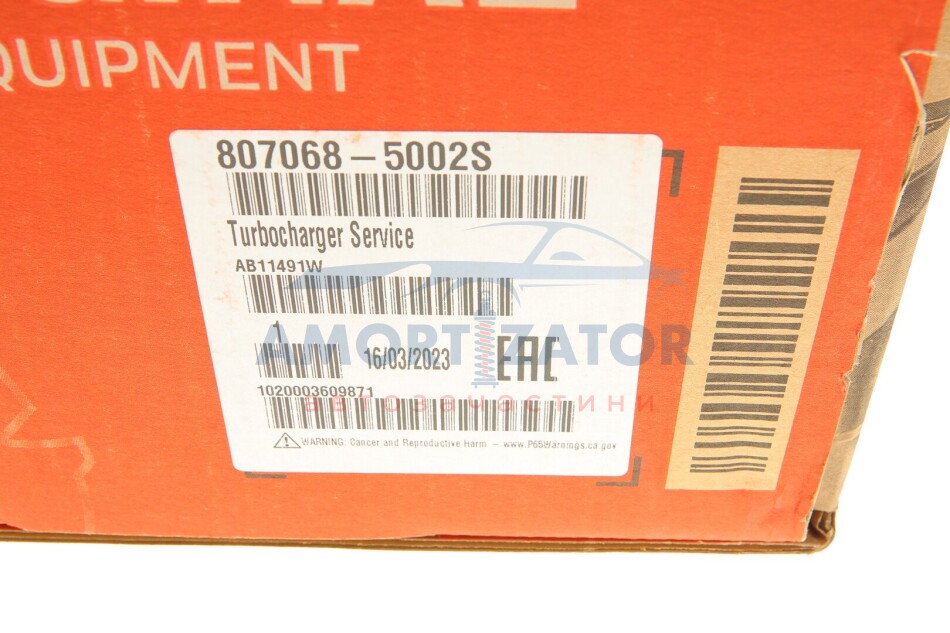 EQUIPMENT
807068-5002S
Turbocharger Service
AB11491W
1
16/03/2023 EAC
1020003609871
WARNING: Cancer and Reproductive Harm - www.P65Warnings.ca.gov
AMORTIZATOR
автозапчастини